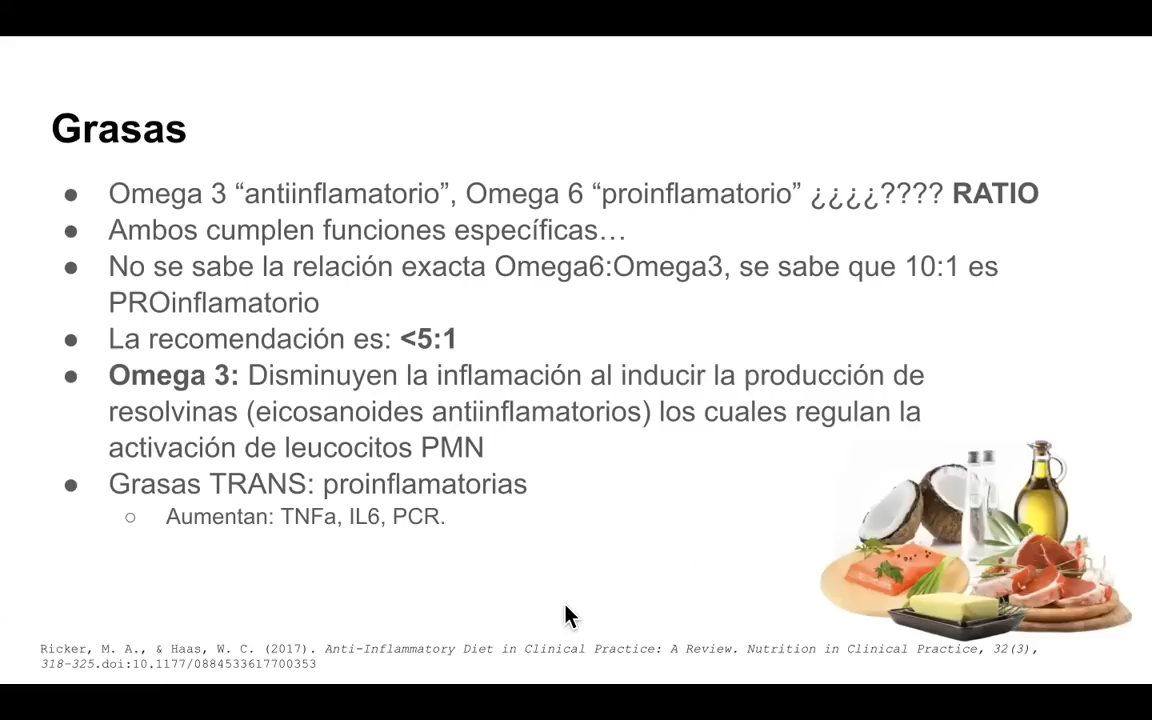 Grasas
● Omega 3 “antiinflamatorio”, Omega 6 “proinflamatorio” ¿¿¿¿???? RATIO
● Ambos cumplen funciones específicas…
● No se sabe la relación exacta Omega6:Omega3, se sabe que 10:1 es
PROinflamatorio
● La recomendación es: <5:1
● Omega 3: Disminuyen la inflamación al inducir la producción de
resolvinas (eicosanoides antiinflamatorios) los cuales regulan la
activación de leucocitos PMN
● Grasas TRANS: proinflamatorias
○ Aumentan: TNFa, IL6, PCR.
Ricker, M. A., & Haas, W. C. (2017). Anti-Inflammatory Diet in Clinical Practice: A Review. Nutrition in Clinical Practice, 32(3),
318–325.doi:10.1177/0884533617700353